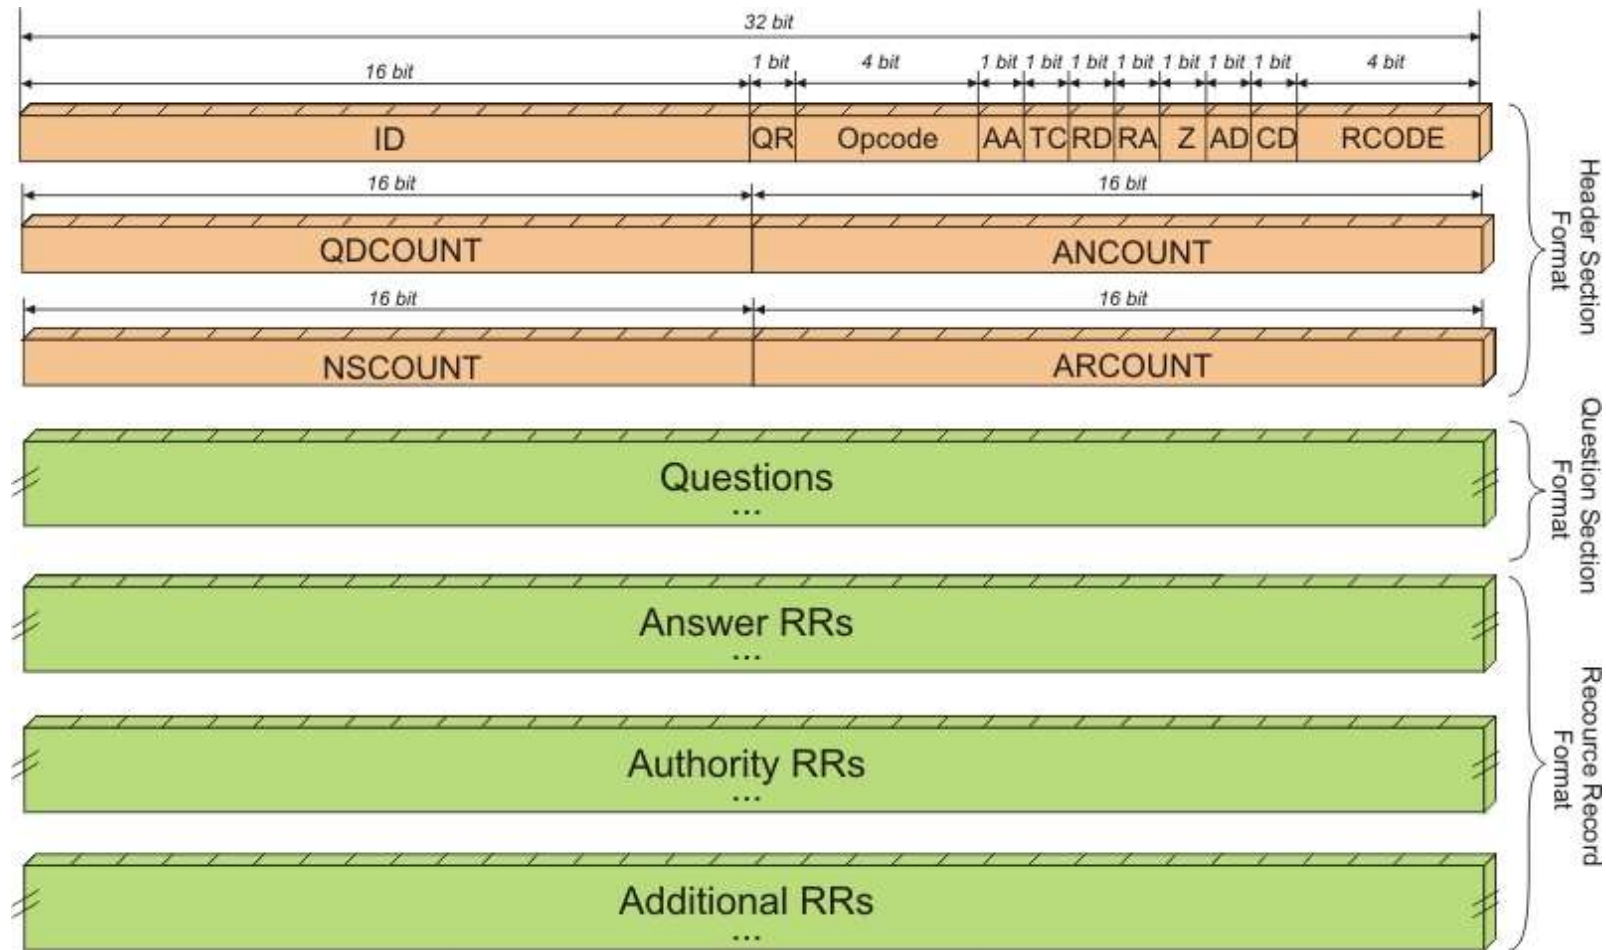 32 bit
16 bit
1 bit
4 bit
1 bit
1 bit
1 bit
1 bit
1 bit
1 bit
1 bit
4 bit
ID
QR
Opcode
AA
TC
RD
RA
Z
AD
CD
RCODE
16 bit
16 bit
QDCOUNT
ANCOUNT
16 bit
16 bit
NSCOUNT
ARCOUNT
Header Section
Format
Questions
...
Question Section
Format
Answer RRs
...
Authority RRs
...
Additional RRs
...
Recource Record
Format